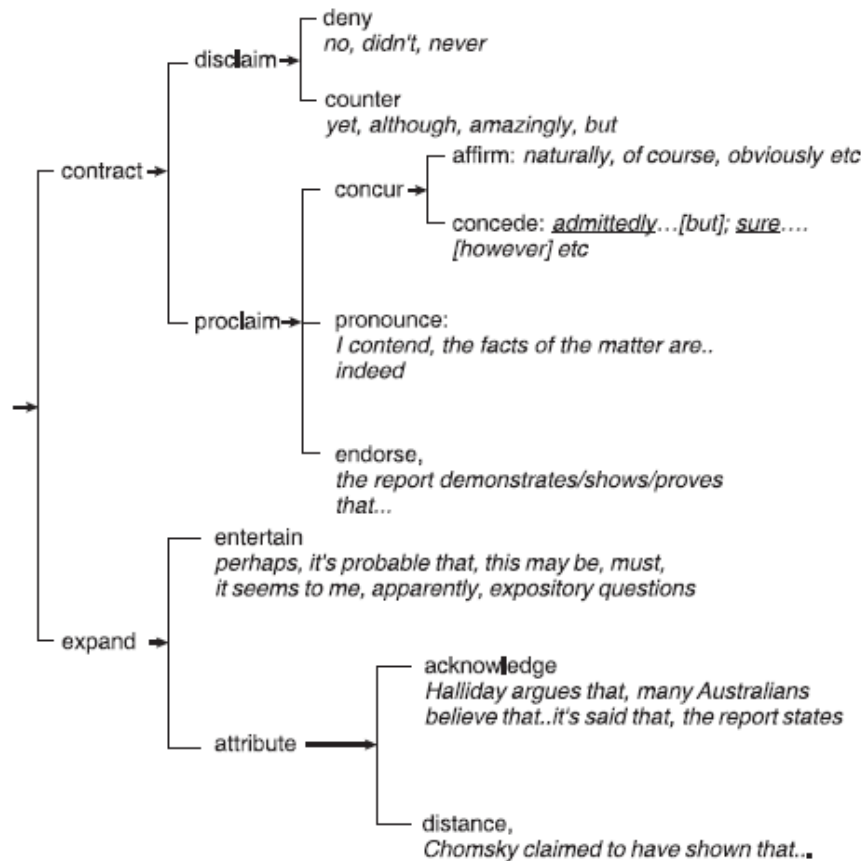 deny
no, didn't, never
disclaim
counter
yet, although, amazingly, but
affirm: naturally, of course, obviously etc
contract
concur
concede: admittedly...[but]; sure....
[however] etc
proclaim
pronounce:
I contend, the facts of the matter are..
indeed
endorse,
the report demonstrates/shows/proves
that...
entertain
perhaps, it's probable that, this may be, must,
it seems to me, apparently, expository questions
expand
acknowledge
Halliday argues that, many Australians
believe that..it's said that, the report states
attribute
distance,
Chomsky claimed to have shown that...